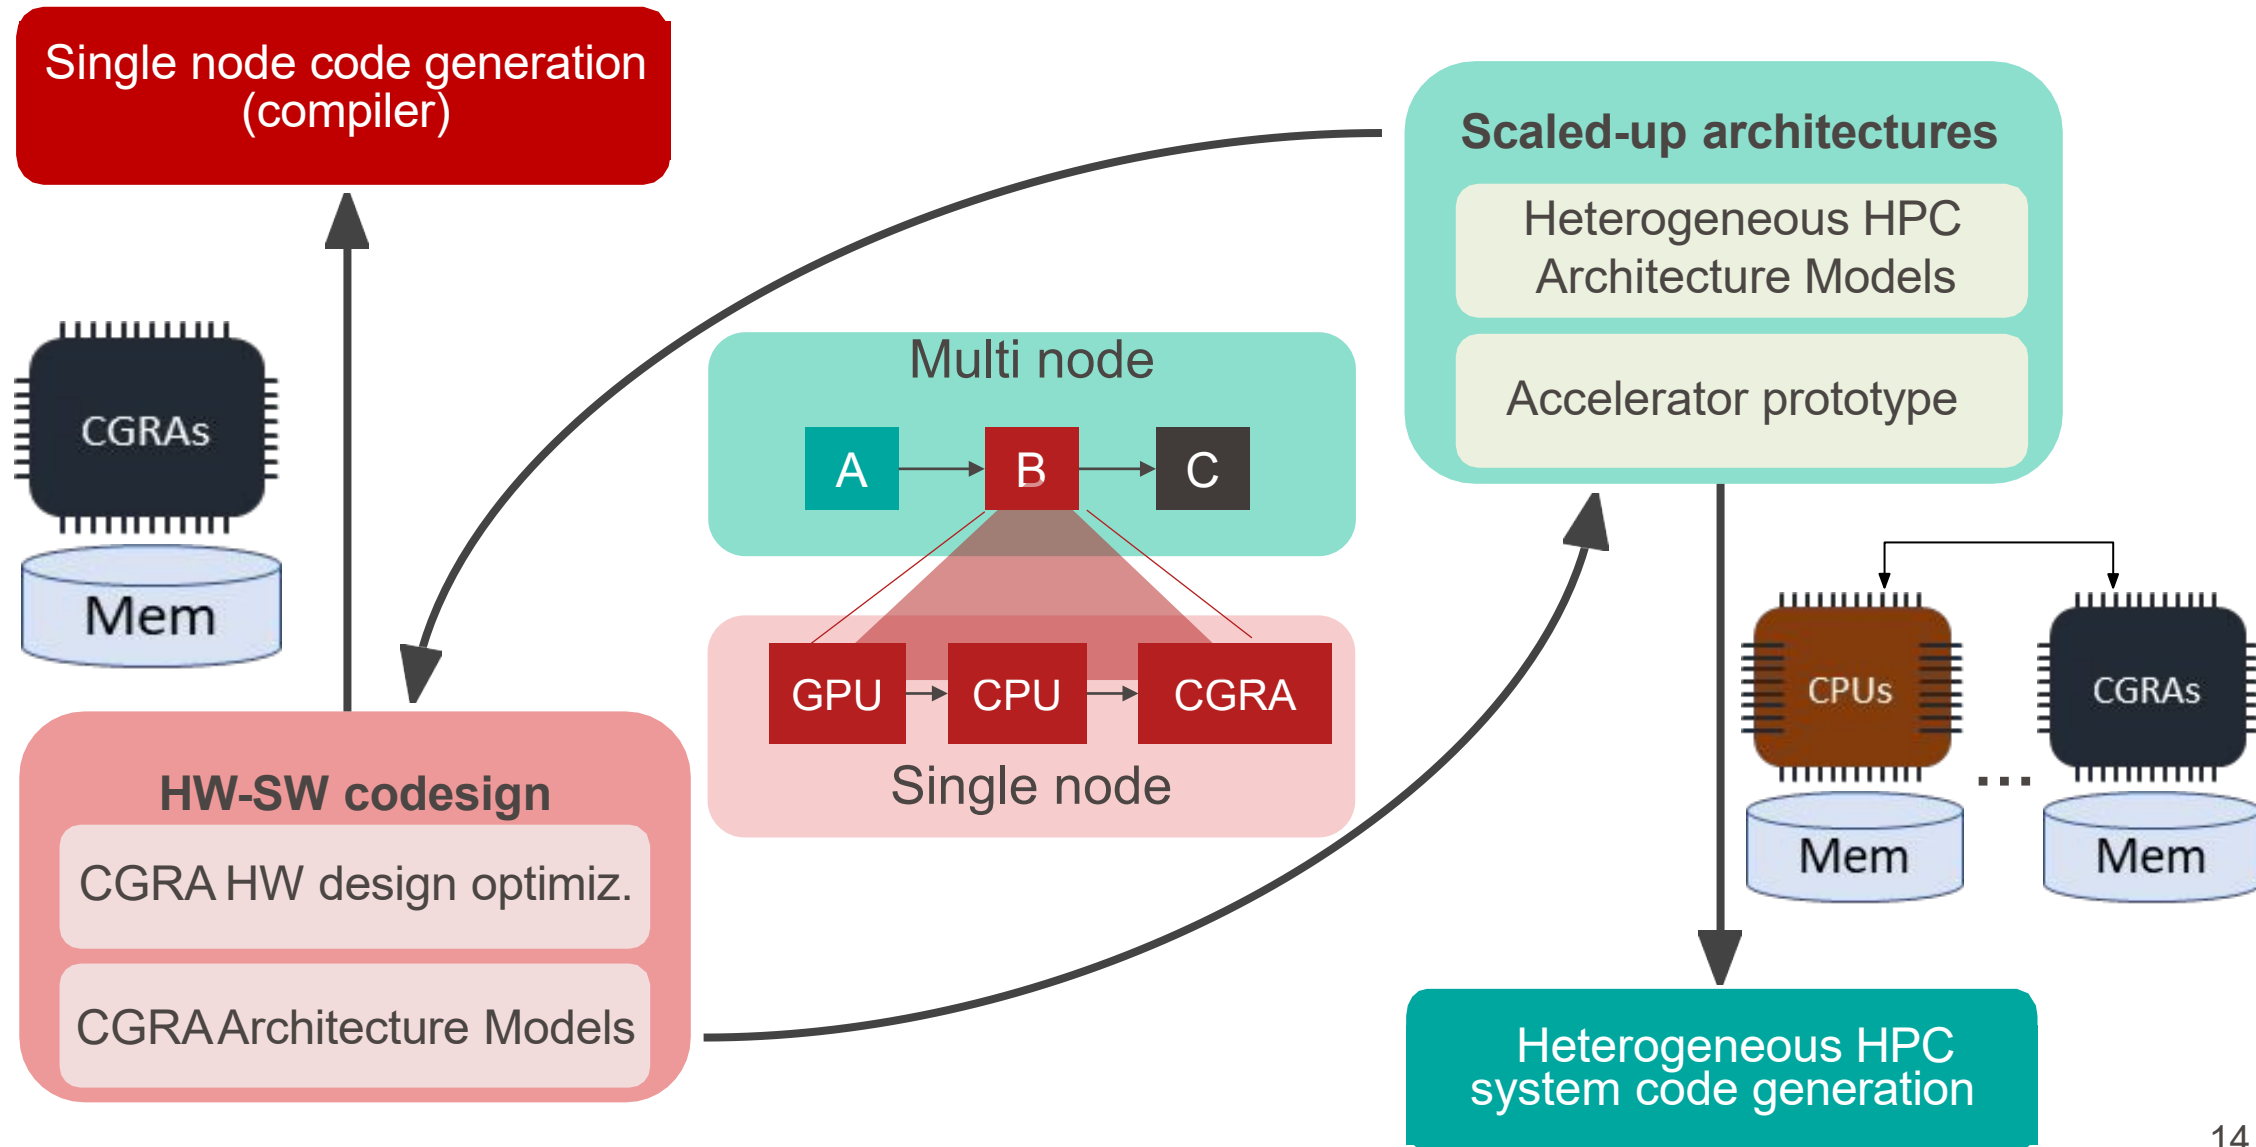 Single node code generation
(compiler)
CGRAs
Mem
HW-SW codesign
CGRA HW design optimiz.
CGRA Architecture Models
Multi node
A
B
C
GPU
CPU
CGRA
Single node
Scaled-up architectures
Heterogeneous HPC
Architecture Models
Accelerator prototype
CPUs
...
CGRAs
Mem
Mem
Heterogeneous HPC
system code generation
14